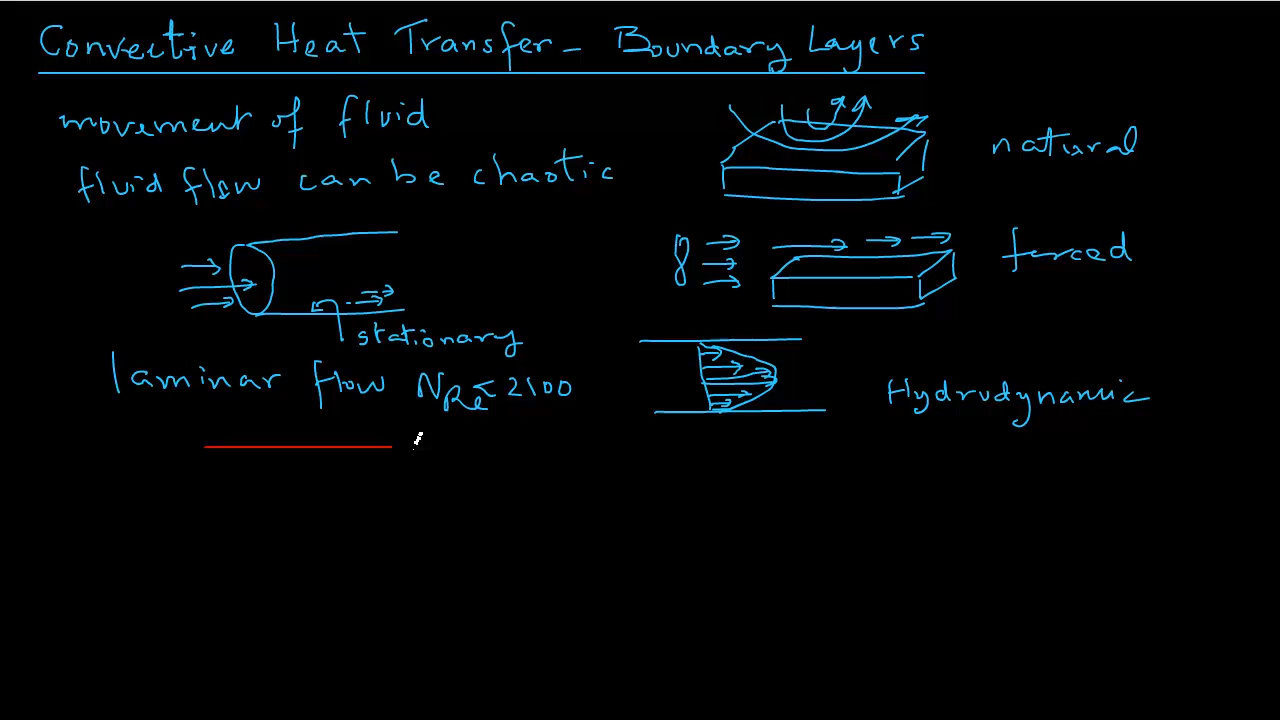 Convective Heat Transfer - Boundary Layers
movement of fluid
natural
fluid flow can be chaotic
forced
stationary
laminar flow NRe < 2100
Hydrodynamic